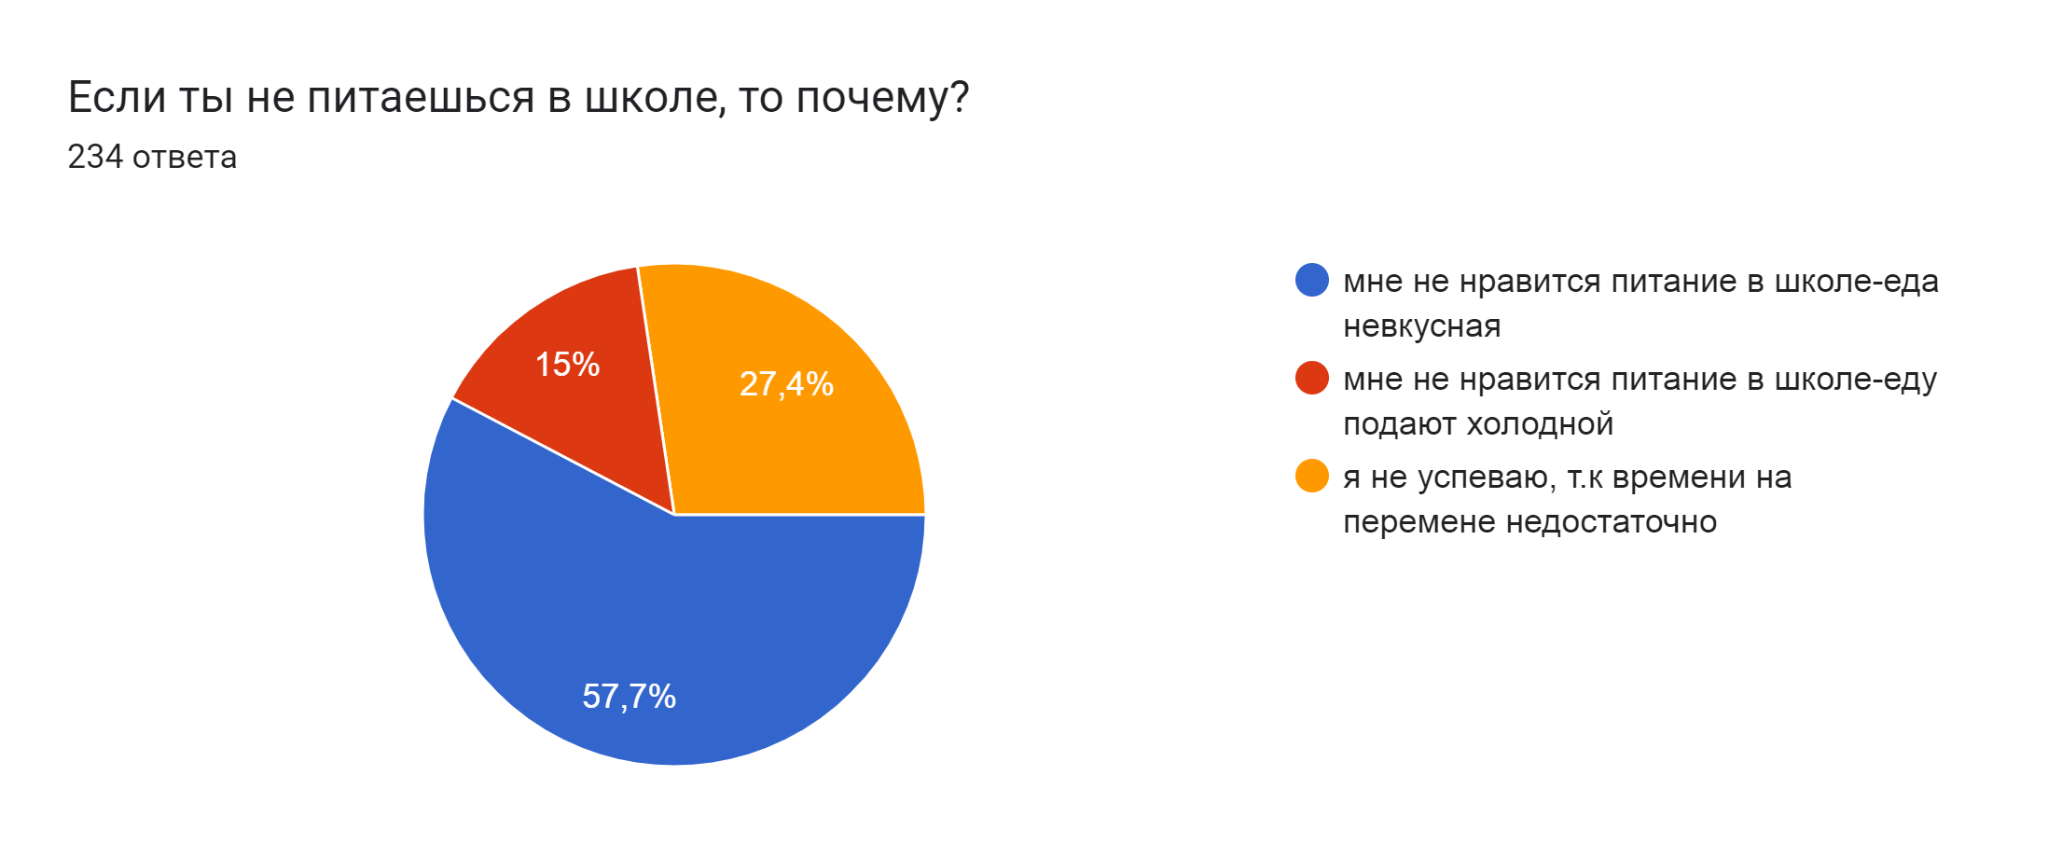 Если ты не питаешься в школе, то почему?
234 ответа
15%
27,4%
57,7%
мне не нравится питание в школе-еда
невкусная
мне не нравится питание в школе-еду
подают холодной
я не успеваю, т.к времени на
перемене недостаточно